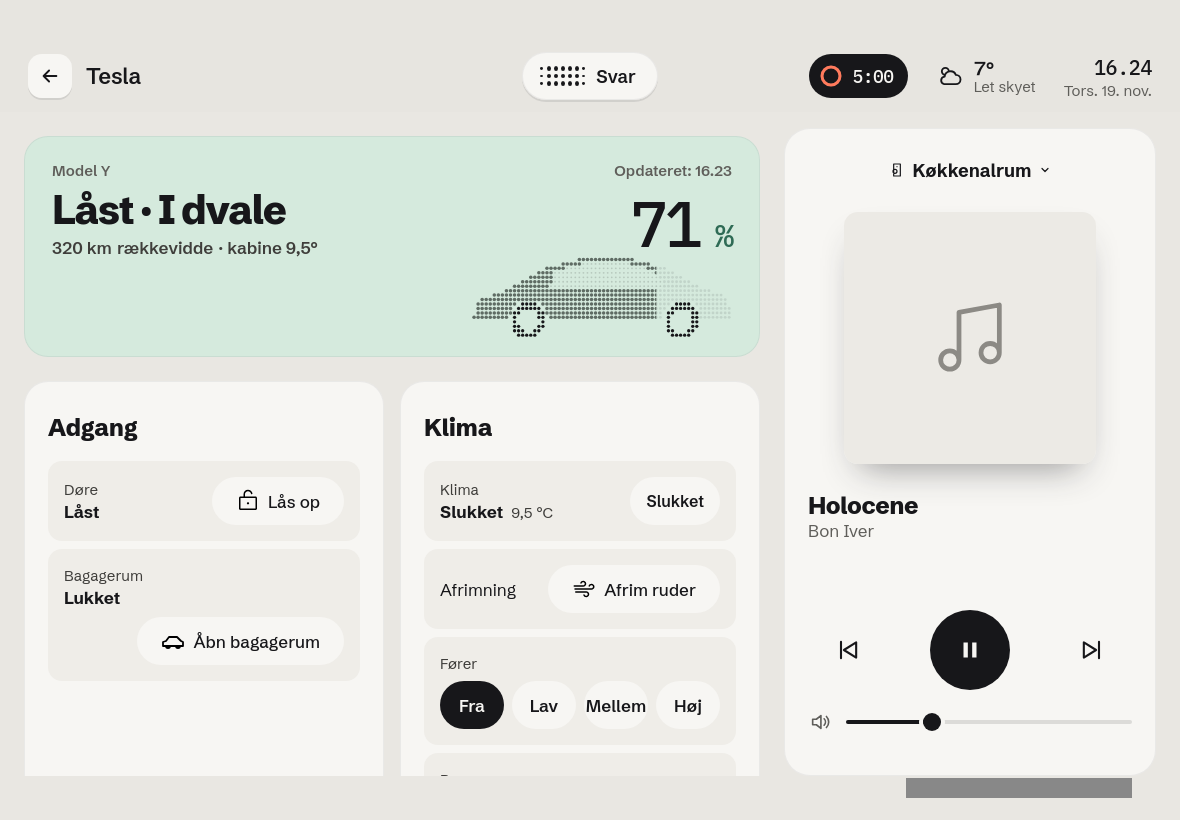 Tesla
Svar
5:00
7°
Let skyet
16.24
Tors. 19. nov.
Model Y
Opdateret: 16.23
Låst · I dvale
71 %
320 km rækkevidde · kabine 9,5°
Køkkenalrum
Holocene
Bon Iver
Adgang
Døre
Låst
Lås op
Bagagerum
Lukket
Åbn bagagerum
Klima
Klima
Slukket 9,5 °C
Slukket
Afrimning
Afrim ruder
Fører
Fra
Lav
Mellem
Høj